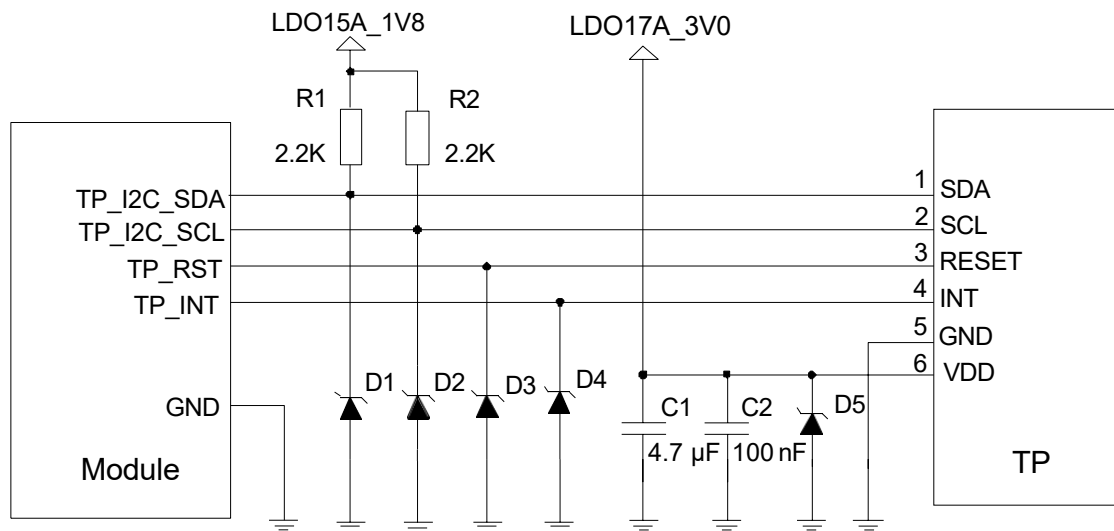 LDO15A_1V8
LDO17A_3V0
R1
R2
2.2K
2.2K
TP_I2C_SDA
TP_I2C_SCL
TP_RST
TP_INT
GND
Module
D1
D2
D3
D4
C1
4.7 µF
C2
100 nF
D5
1
SDA
2
SCL
3
RESET
4
INT
5
GND
6
VDD
TP